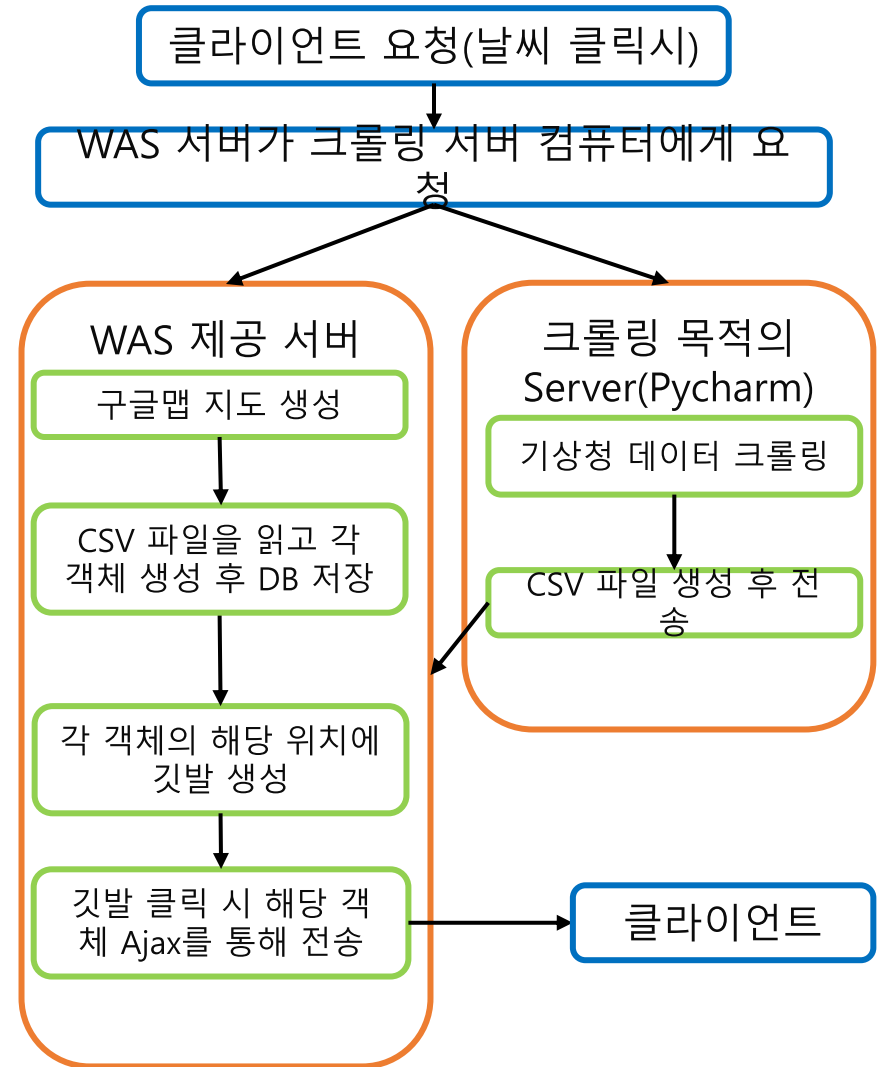 클라이언트 요청(날씨 클릭시)
WAS 서버가 크롤링 서버 컴퓨터에게 요
청
WAS 제공 서버
구글맵 지도 생성
CSV 파일을 읽고 각
객체 생성 후 DB 저장
각 객체의 해당 위치에
깃발 생성
깃발 클릭 시 해당 객
체 Ajax를 통해 전송
크롤링 목적의
Server(Pycharm)
기상청 데이터 크롤링
CSV 파일 생성 후 전
송
클라이언트